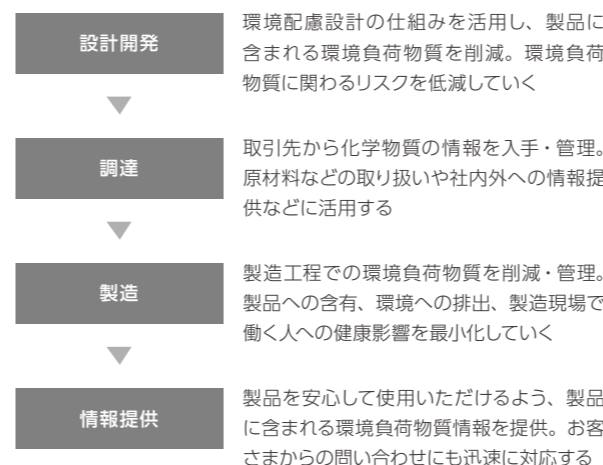 設計開発
環境配慮設計の仕組みを活用し、製品に
含まれる環境負荷物質を削減。環境負荷
物質に関わるリスクを低減していく
調達
取引先から化学物質の情報を入手・管理。
原材料などの取り扱いや社内外への情報提
供などに活用する
製造
製造工程での環境負荷物質を削減・管理。
製品への含有、環境への排出、製造現場で
働く人への健康影響を最小化していく
情報提供
製品を安心して使用いただけるよう、製品
に含まれる環境負荷物質情報を提供。お客
さまからの問い合わせにも迅速に対応する